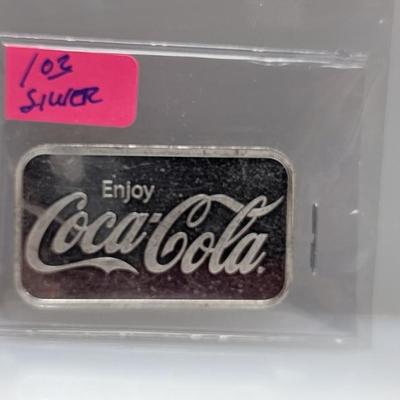 1oz
SILVER
Enjoy
Coca-Cola